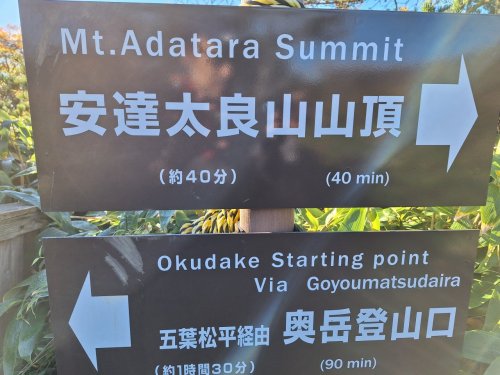 Mt.Adatara Summit
安達太良山山頂
(約40分) (40 min)
Okudake Starting point
Via Goyoumatsudaira
五葉松平経由 奥岳登山口
(約1時間30分) (90 min)